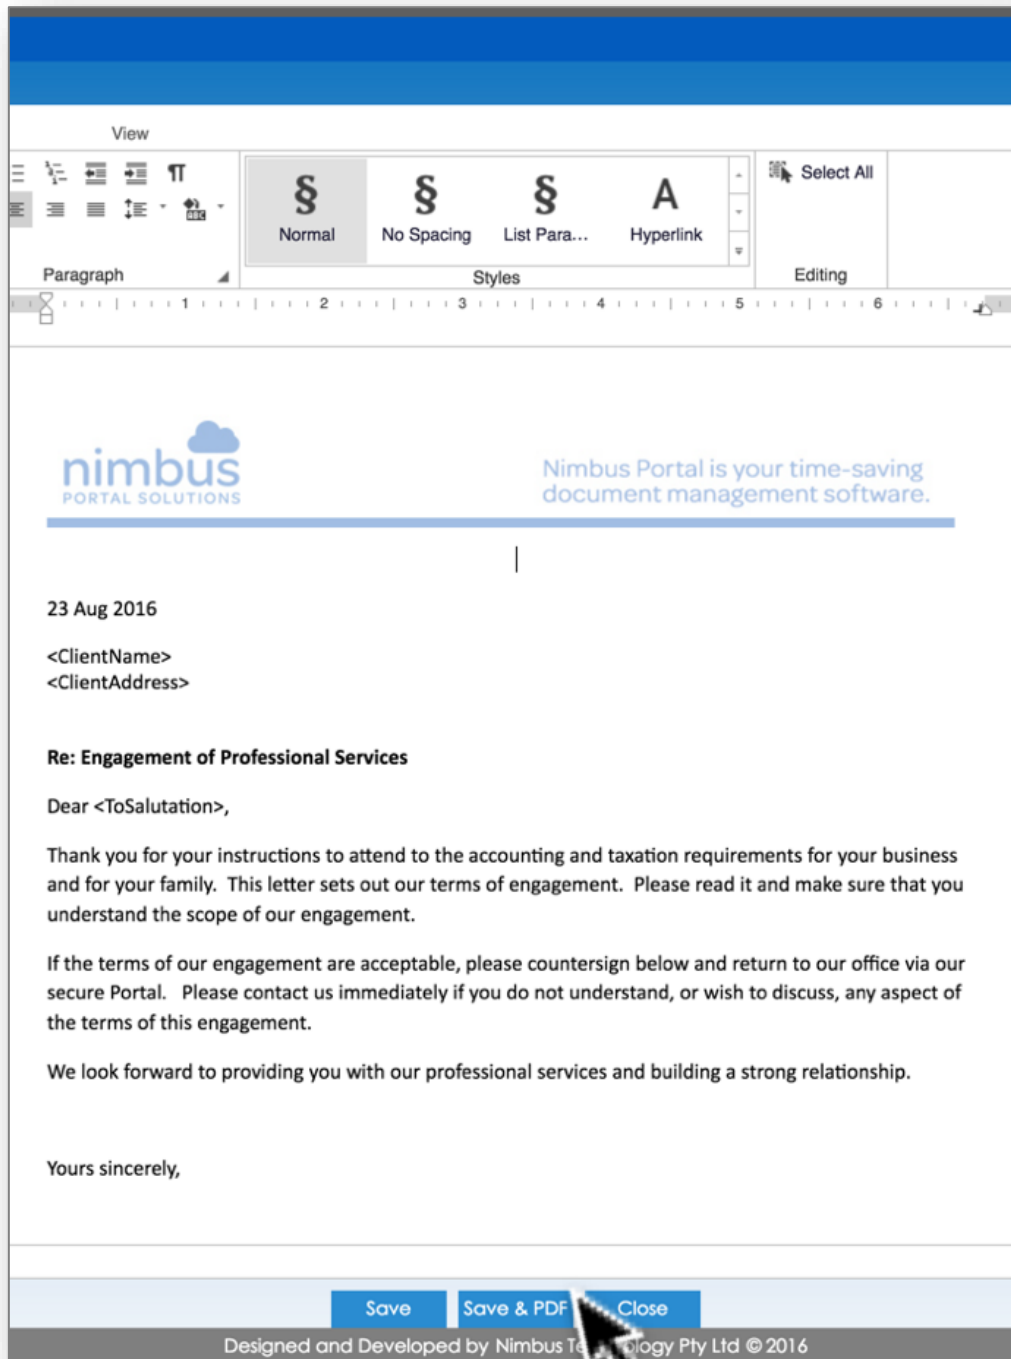 View
¶
§ § § A
Normal No Spacing List Para... Hyperlink
Select All
Paragraph Styles Editing
1 2 3 4 5 6
nimbus
PORTAL SOLUTIONS
Nimbus Portal is your time-saving
document management software.
23 Aug 2016
<ClientName>
<ClientAddress>
Re: Engagement of Professional Services
Dear <ToSalutation>,
Thank you for your instructions to attend to the accounting and taxation requirements for your business
and for your family. This letter sets out our terms of engagement. Please read it and make sure that you
understand the scope of our engagement.
If the terms of our engagement are acceptable, please countersign below and return to our office via our
secure Portal. Please contact us immediately if you do not understand, or wish to discuss, any aspect of
the terms of this engagement.
We look forward to providing you with our professional services and building a strong relationship.
Yours sincerely,
Save Save & PDF Close
Designed and Developed by Nimbus Technology Pty Ltd © 2016